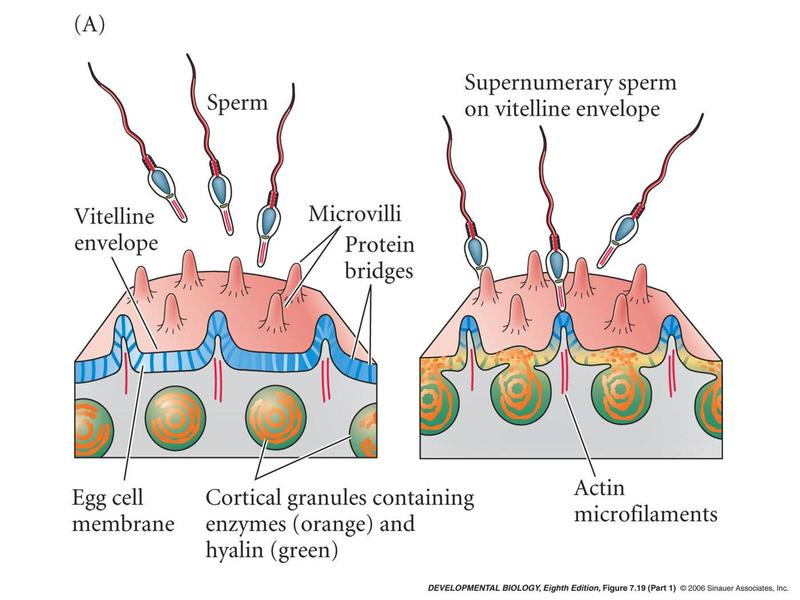 (A)
Sperm
Supernumerary sperm
on vitelline envelope
Vitelline
envelope
Microvilli
Protein
bridges
Egg cell
membrane
Cortical granules containing
enzymes (orange) and
hyalin (green)
Actin
microfilaments
DEVELOPMENTAL BIOLOGY, Eighth Edition, Figure 7.19 (Part 1) © 2006 Sinauer Associates, Inc.